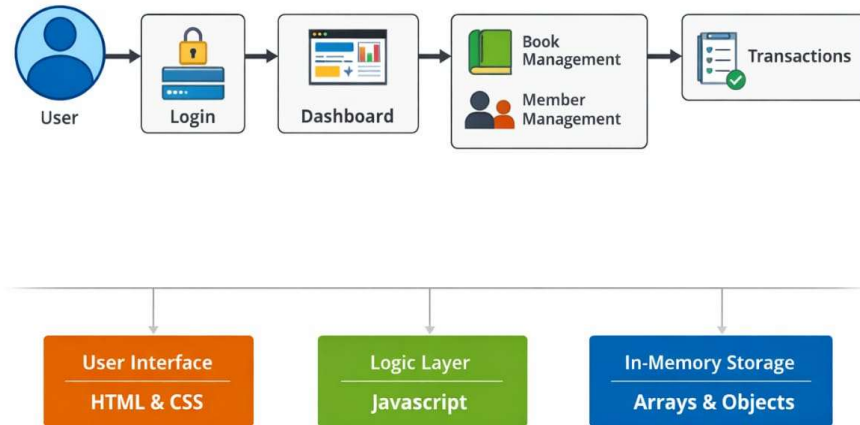 User
Login
Dashboard
Book
Management
Member
Management
Transactions
User Interface
HTML & CSS
Logic Layer
Javascript
In-Memory Storage
Arrays & Objects